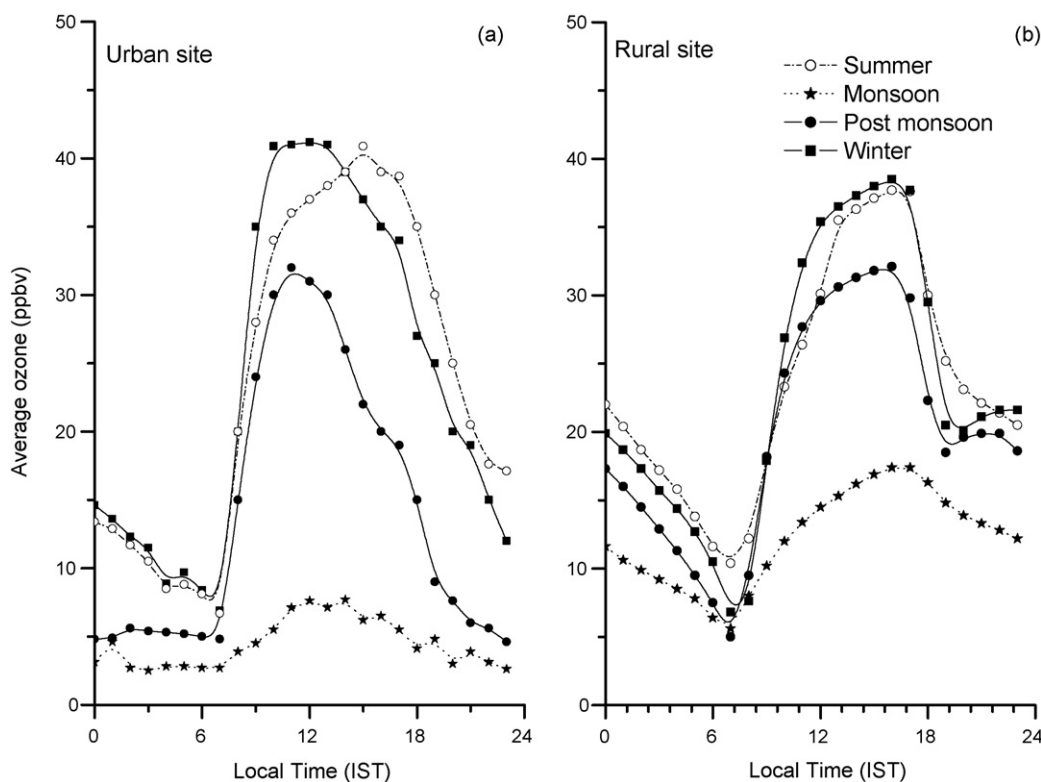 50
40
30
20
10
0
Average ozone (ppbv)
Urban site
(a)
0 6 12 18 24
Local Time (IST)
50
40
30
20
10
0
Rural site
(b)
Summer
Monsoon
Post monsoon
Winter
0 6 12 18 24
Local Time (IST)